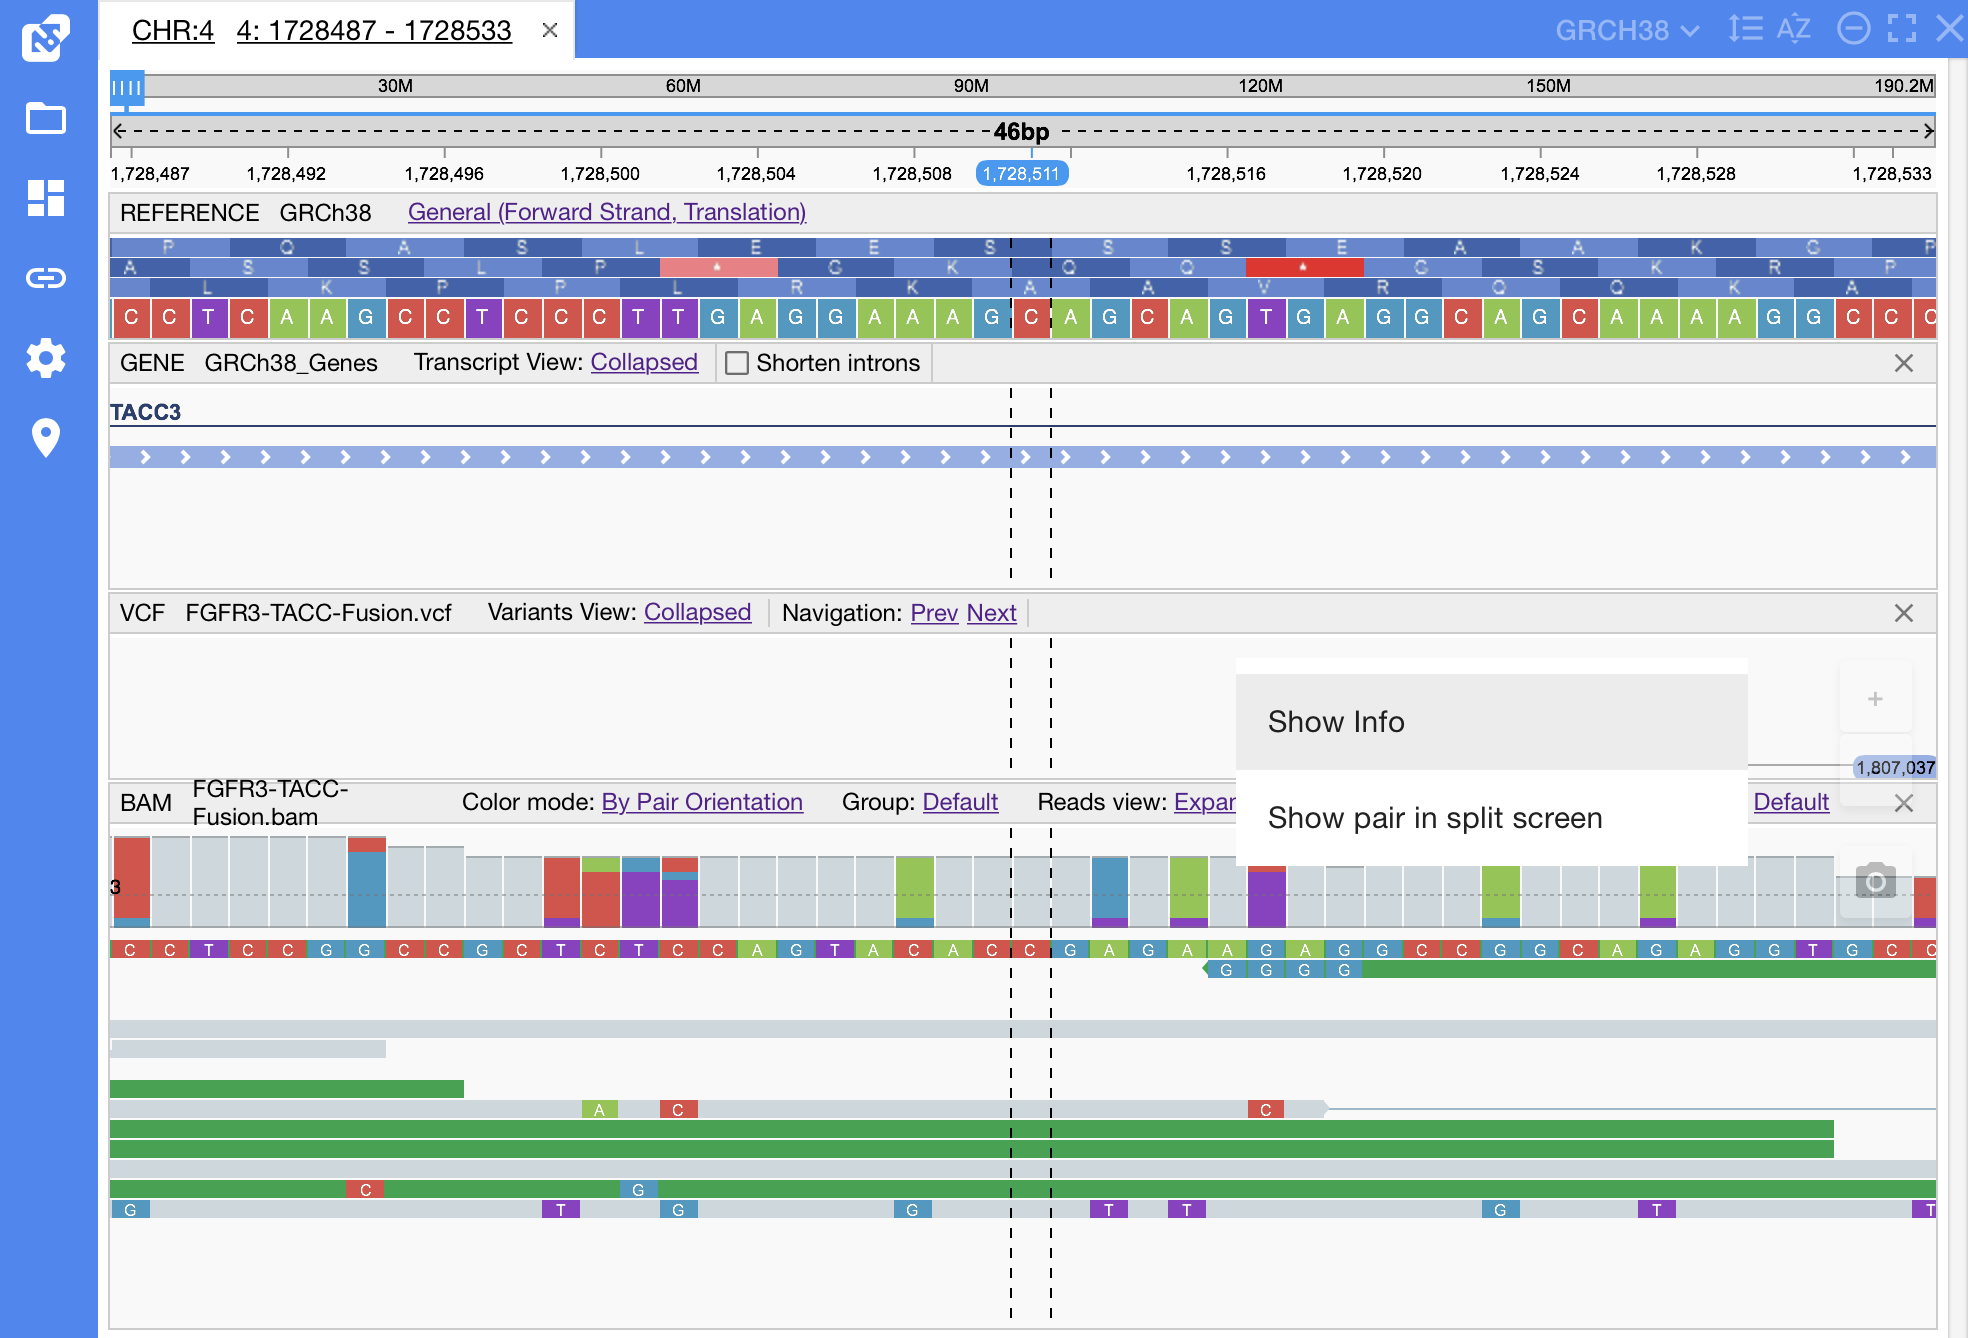 CHR:4 4: 1728487 - 1728533 GRCH38 AZ
30M 60M 90M 120M 150M 190.2M
46bp
1,728,487 1,728,492 1,728,496 1,728,500 1,728,504 1,728,508 1,728,511 1,728,516 1,728,520 1,728,524 1,728,528 1,728,533
REFERENCE GRCh38 General (Forward Strand, Translation)
P Q A S L E E S S S E A A K G P
A S S L P * G K Q Q * G S K R P
L K P P L R K A A V R Q Q K A
C C T C A A G C C T C C C T T G A G G A A A G C A G C A G T G A G G C A G C A A A A G G C C C
GENE GRCh38_Genes Transcript View: Collapsed Shorten introns
TACC3
VCF FGFR3-TACC-Fusion.vcf Variants View: Collapsed Navigation: Prev Next
Show Info
+
1,807,037
Show pair in split screen
BAM FGFR3-TACC-
Fusion.bam Color mode: By Pair Orientation Group: Default Reads view: Expan Default
3
C C T C C G G C C G C T C T C C A G T A C A C C G A G A A G A G G C C G G C A G A G G T G C C
G G G G
A C C
C G
G T G G T T G T T